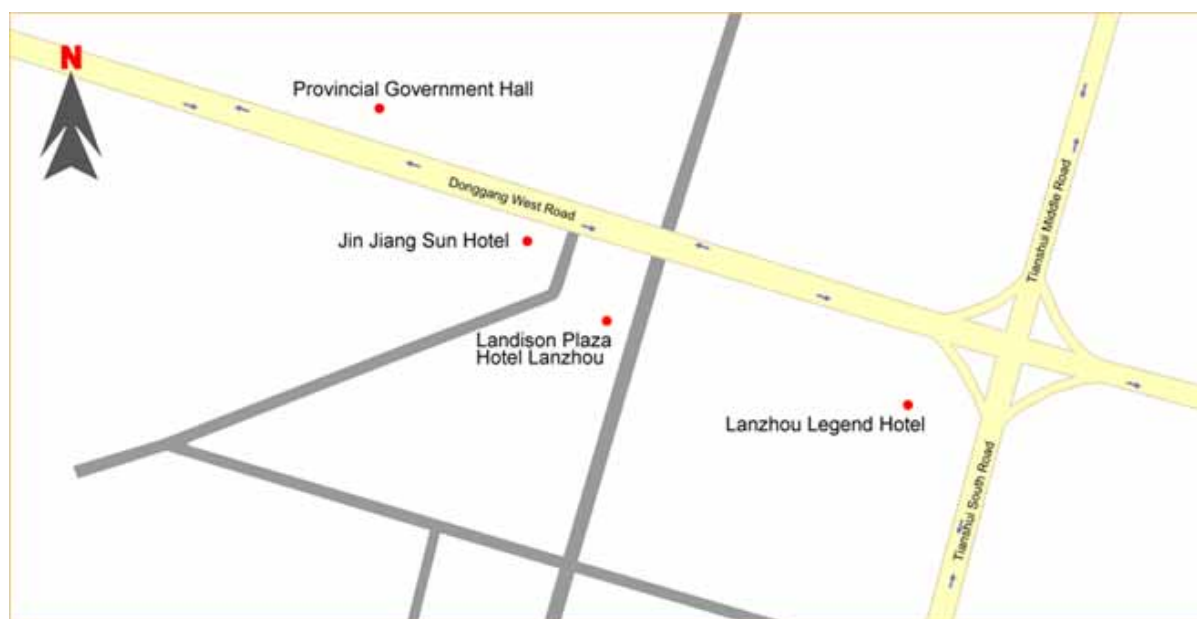 N
Provincial Government Hall
Donggang West Road
Jin Jiang Sun Hotel
Tianshui Middle Road
Landison Plaza
Hotel Lanzhou
Lanzhou Legend Hotel
Tianshui South Road